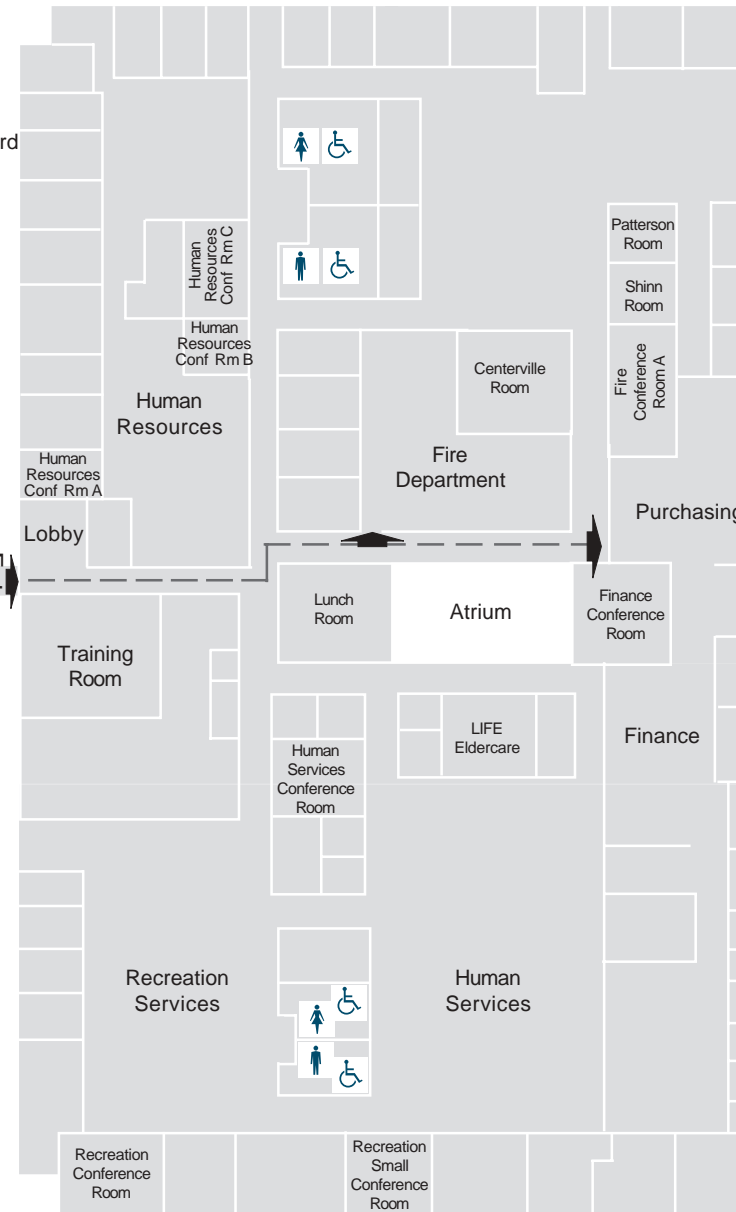 rd
Patterson
Room
Shinn
Room
Human
Resources
Conf Rm C
Human
Resources
Conf Rm B
Fire
Conference
Room A
Centerville
Room
Human
Resources
Fire
Department
Human
Resources
Conf Rm A
Lobby
Purchasing
Lunch
Room
Atrium
Finance
Conference
Room
Training
Room
LIFE
Eldercare
Finance
Human
Services
Conference
Room
Recreation
Services
Human
Services
Recreation
Conference
Room
Recreation
Small
Conference
Room